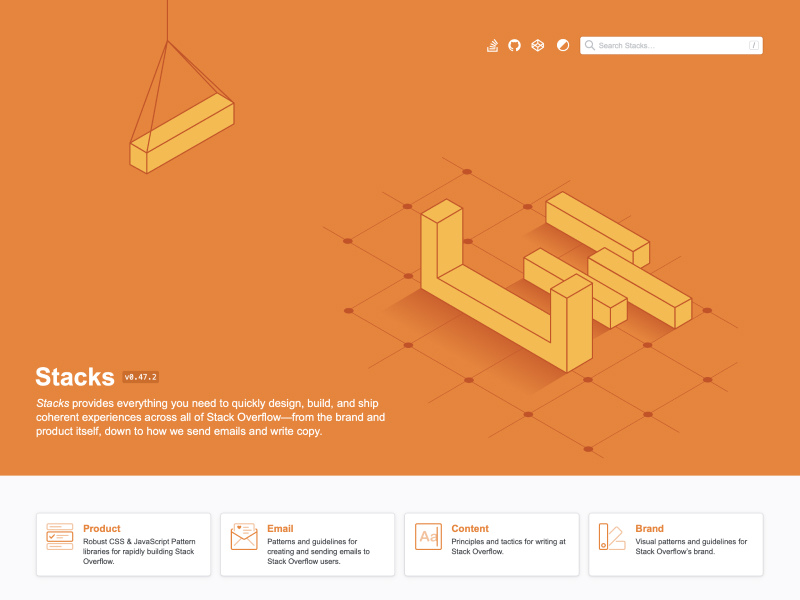 Search Stacks…
/
Stacks v0.47.2
Stacks provides everything you need to quickly design, build, and ship
coherent experiences across all of Stack Overflow—from the brand and
product itself, down to how we send emails and write copy.
Product
Robust CSS & JavaScript Pattern
libraries for rapidly building Stack
Overflow.
Email
Patterns and guidelines for
creating and sending emails to
Stack Overflow users.
Aa
Content
Principles and tactics for writing at
Stack Overflow.
Brand
Visual patterns and guidelines for
Stack Overflow's brand.